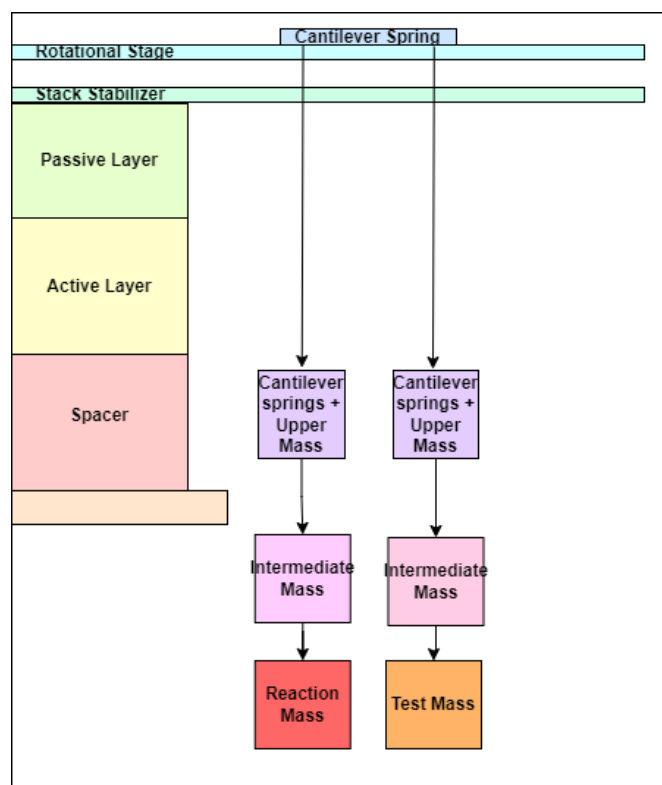 Cantilever Spring
Rotational Stage
Stack Stabilizer
Passive Layer
Active Layer
Spacer
Cantilever
springs +
Upper
Mass
Cantilever
springs +
Upper
Mass
Intermediate
Mass
Intermediate
Mass
Reaction
Mass
Test Mass